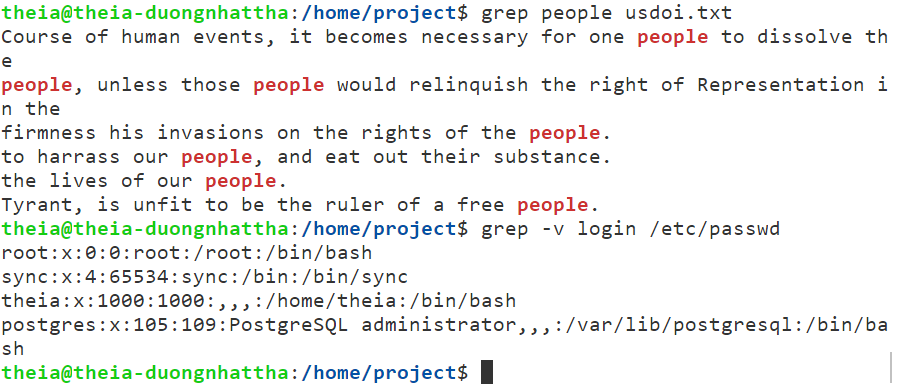 theia@theia-duongnhattha:/home/project$ grep people usdoi.txt
Course of human events, it becomes necessary for one people to dissolve th
e
people, unless those people would relinquish the right of Representation i
n the
firmness his invasions on the rights of the people.
to harrass our people, and eat out their substance.
the lives of our people.
Tyrant, is unfit to be the ruler of a free people.
theia@theia-duongnhattha:/home/project$ grep -v login /etc/passwd
root:x:0:0:root:/root:/bin/bash
sync:x:4:65534:sync:/bin:/bin/sync
theia:x:1000:1000:,,,:/home/theia:/bin/bash
postgres:x:105:109:PostgreSQL administrator,,,:/var/lib/postgresql:/bin/ba
sh
theia@theia-duongnhattha:/home/project$